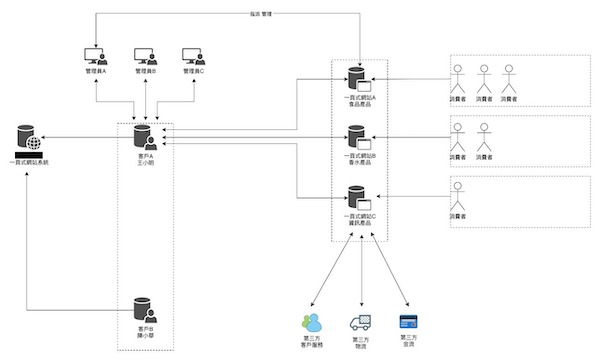 指派 管理
管理員A
管理員B
管理員C
一頁式網站A
食品產品
消費者
消費者
消費者
一頁式網站系統
客戶A
王小明
一頁式網站B
香水產品
消費者
消費者
一頁式網站C
資訊產品
消費者
客戶B
陳小華
第三方
客戶服務
第三方
物流
第三方
金流